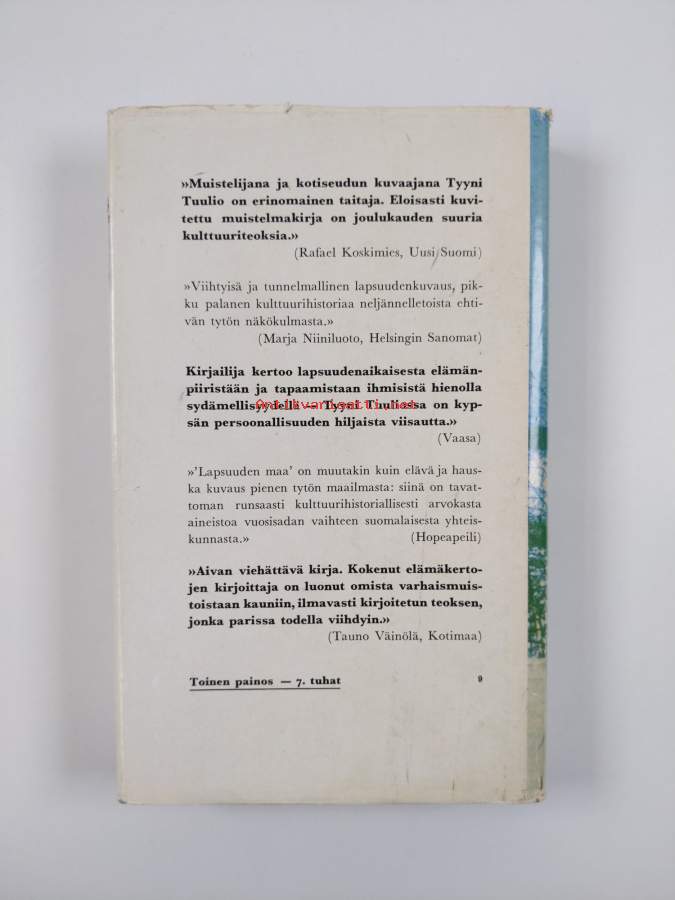 »Muistelijana ja kotiseudun kuvaajana Tyyni
Tuulio on erinomainen taitaja. Eloisasti kuvi-
tettu muistelmakirja on joulukauden suuria
kulttuuriteoksia.»
(Rafael Koskimies, Uusi Suomi)
»Viihtyisä ja tunnelmallinen lapsuudenkuvaus, pik-
ku palanen kulttuurihistoriaa neljännelletoista ehti-
vän tytön näkökulmasta.»
(Marja Niiniluoto, Helsingin Sanomat)
Kirjailija kertoo lapsuudenaikaisesta elämän-
piiristään ja tapaamistaan ihmisistä hienolla
sydämellisyydellä — Tyyni Tuuliossa on kyp-
Antikvariaatti.net
sän persoonallisuuden hiljaista viisautta.»
(Vaasa)
»'Lapsuuden maa' on muutakin kuin elävä ja haus-
ka kuvaus pienen tytön maailmasta: siinä on tavat-
toman runsaasti kulttuurihistoriallisesti arvokasta
aineistoa vuosisadan vaihteen suomalaisesta yhteis-
kunnasta.» (Hopeapeili)
»Aivan viehättävä kirja. Kokenut elämäkerto-
jen kirjoittaja on luonut omista varhaismuis-
toistaan kauniin, ilmavasti kirjoitetun teoksen,
jonka parissa todella viihdyin.»
(Tauno Väinölä, Kotimaa)
Toinen painos — 7. tuhat 9